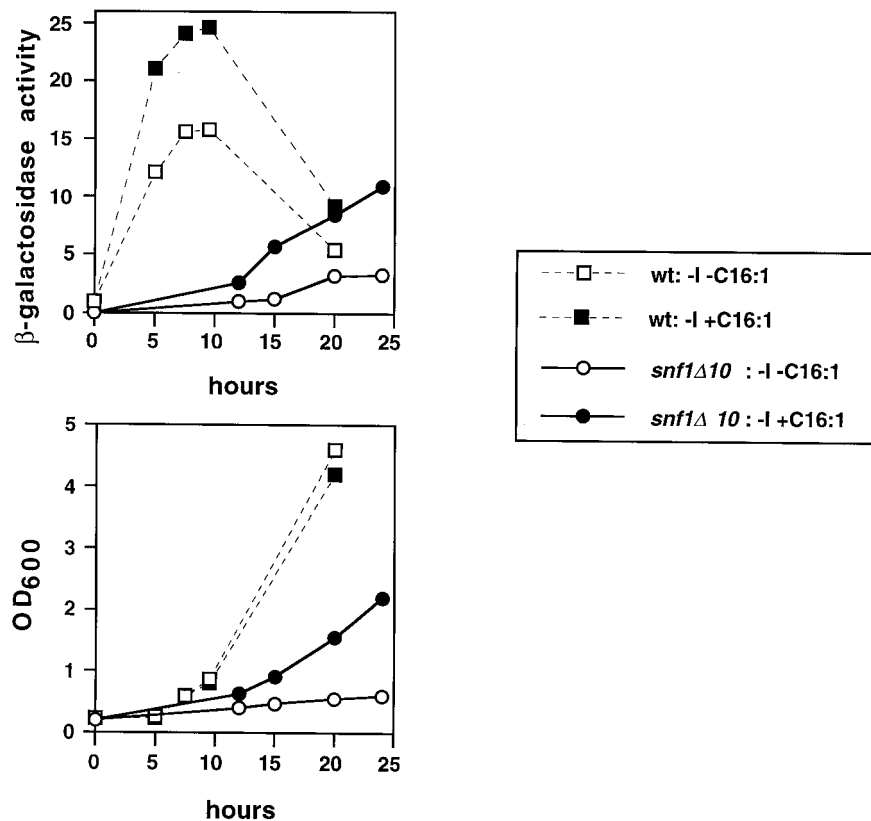 β-galactosidase activity
25
20
15
10
5
0
0 5 10 15 20 25
hours
OD600
5
4
3
2
1
0
0 5 10 15 20 25
hours
wt: -I -C16:1
wt: -I +C16:1
snf1Δ10 : -I -C16:1
snf1Δ 10 : -I +C16:1